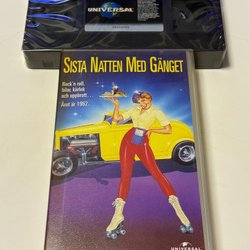 UNIVERSAL
SISTA NATTEN MED GÄNGET
Rock'n roll,
bilar, kärlek
och uppbrott...
Året är 1962.
UNIVERSAL